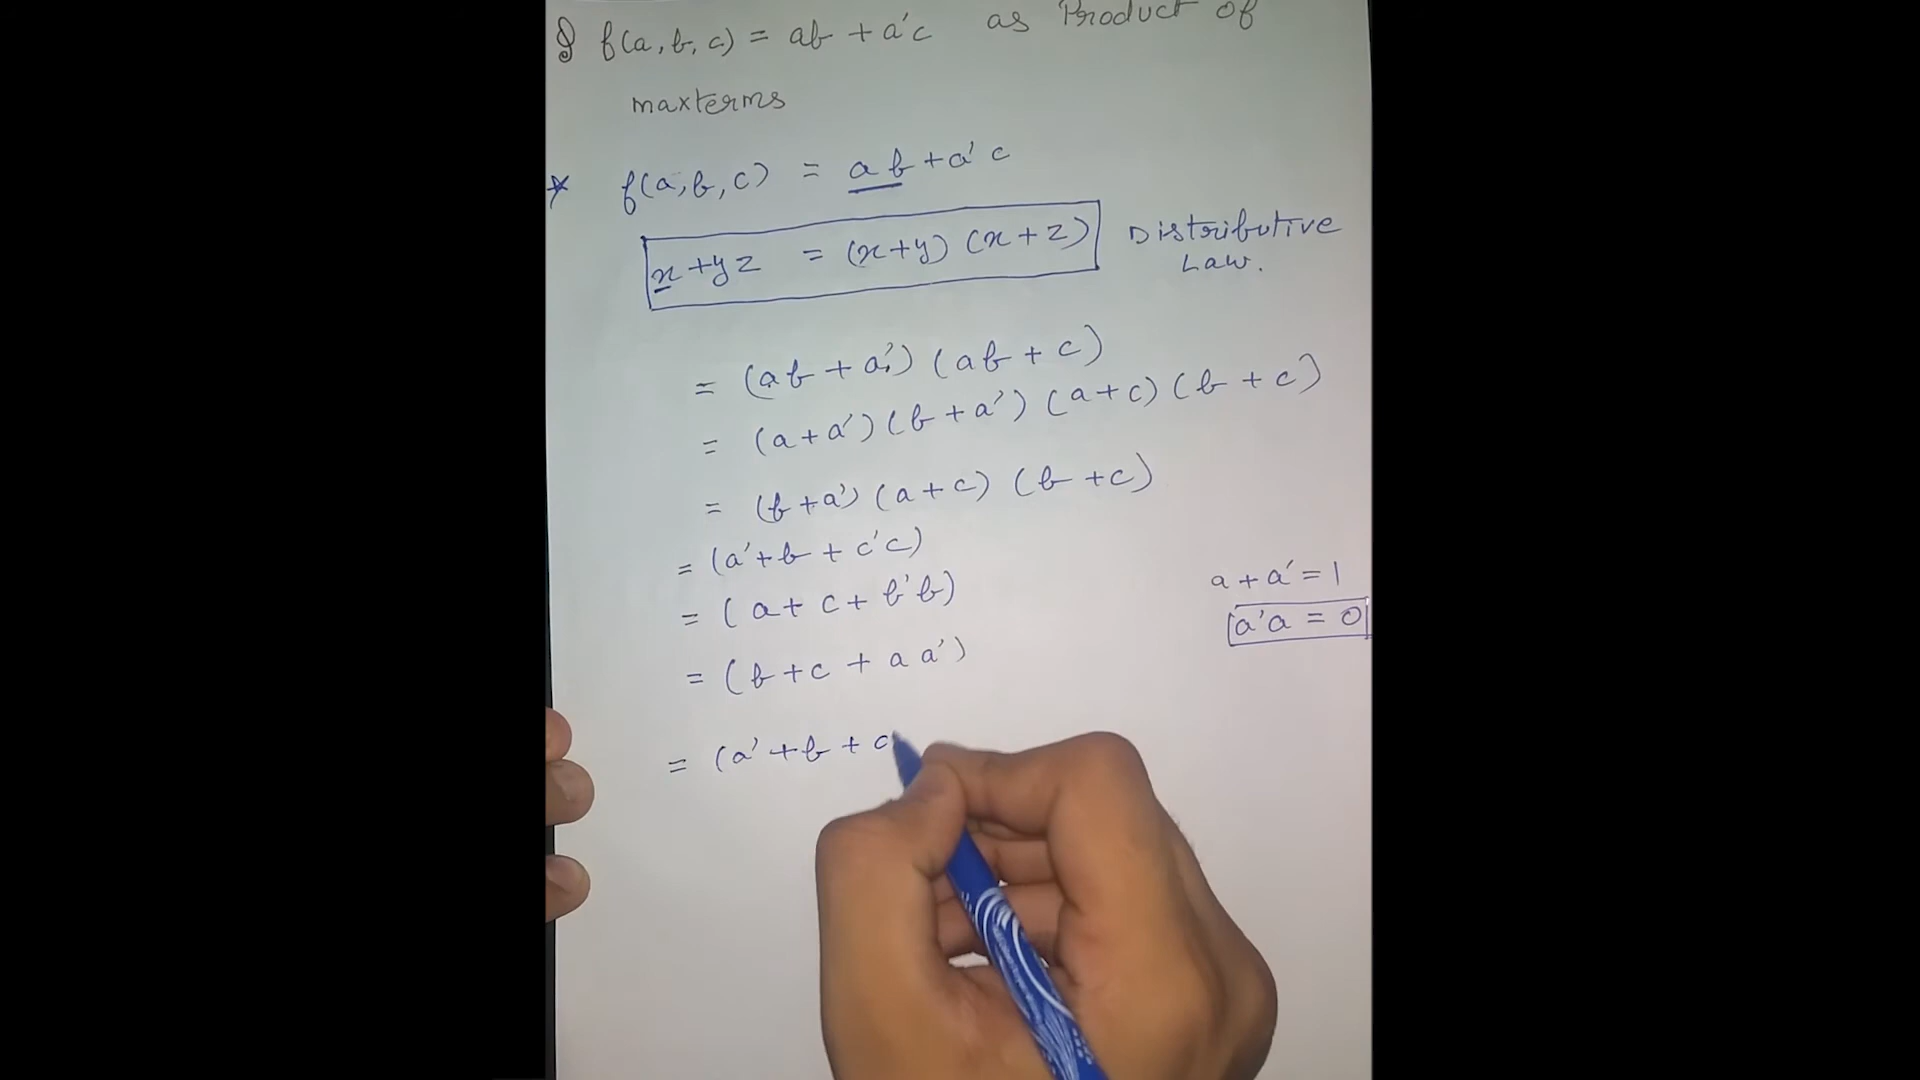 f(a,b,c) = ab + a'c as Product of
maxterms
* f(a,b,c) = ab + a'c
x+yz = (x+y) (x+z) Distributive
Law.
= (ab + a') (ab + c)
= (a+a') (b+a') (a+c) (b+c)
= (b+a') (a+c) (b+c)
= (a'+b+c'c)
= (a+c+b'b)
= (b+c+aa')
a+a'=1
a'a = 0
= (a'+b+c